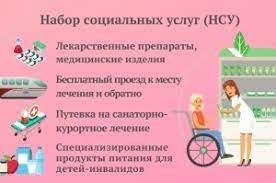 Набор социальных услуг (НСУ)
Лекарственные препараты,
медицинские изделия
Бесплатный проезд к месту
лечения и обратно
Путевка на санаторно-
курортное лечение
Специализированные
продукты питания для
детей-инвалидов